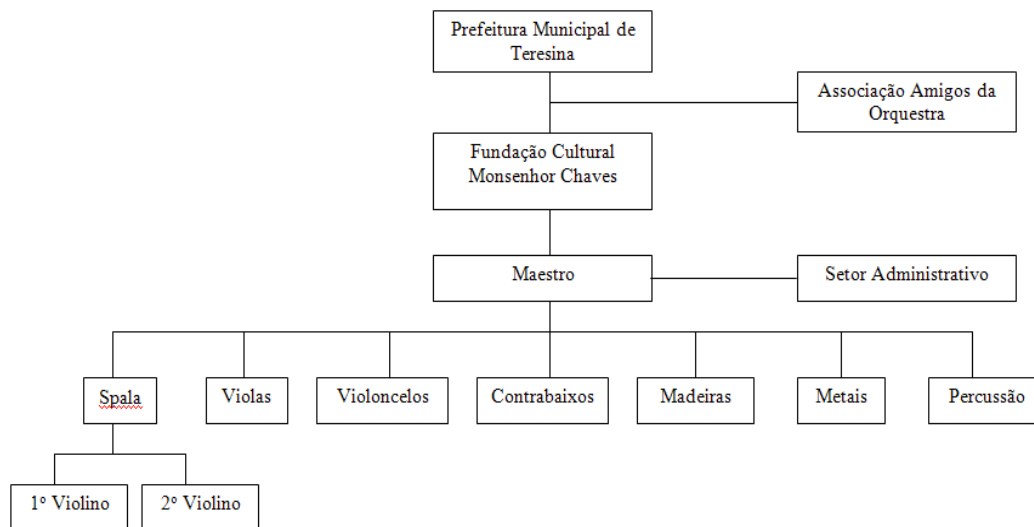 Prefeitura Municipal de
Teresina
Associação Amigos da
Orquestra
Fundação Cultural
Monsenhor Chaves
Maestro
Setor Administrativo
Spala
Violas
Violoncelos
Contrabaixos
Madeiras
Metais
Percussão
1º Violino
2º Violino